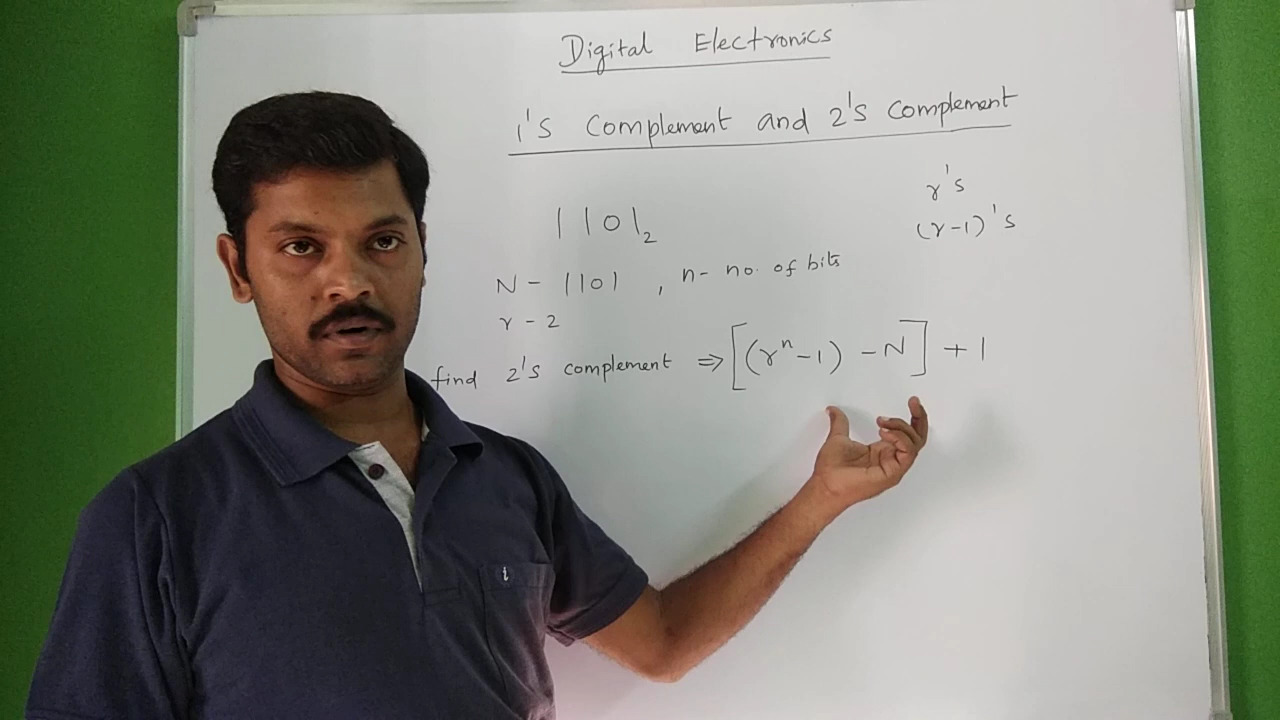 Digital Electronics
1's Complement and 2's Complement
r's
(r-1)'s
1101₂
N - 1101 , n- no. of bits
r - 2
find 2's complement ⇒ [(rⁿ-1) -N] + 1
t